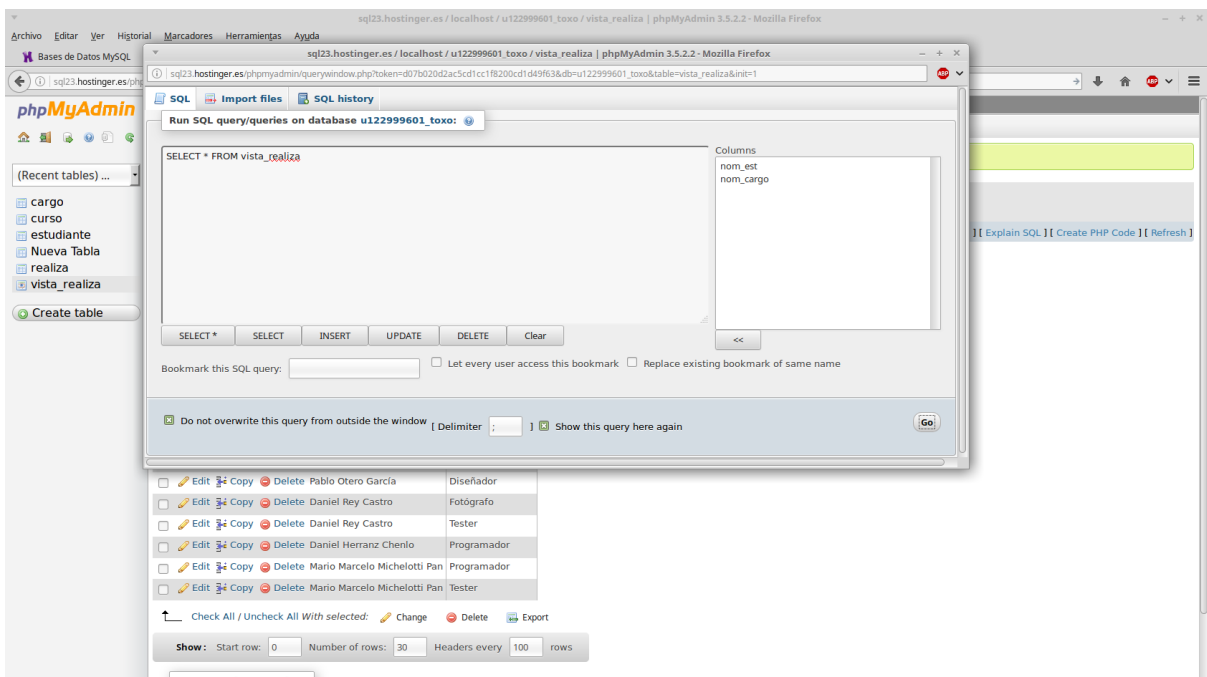 sql23.hostinger.es / localhost / u122999601_toxo / vista_realiza | phpMyAdmin 3.5.2.2 - Mozilla Firefox
Archivo Editar Ver Historial Marcadores Herramientas Ayuda
Bases de Datos MySQL
sql23.hostinger.es/php
phpMyAdmin
(Recent tables) ...
cargo
curso
estudiante
Nueva Tabla
realiza
vista_realiza
Create table
sql23.hostinger.es / localhost / u122999601_toxo / vista_realiza | phpMyAdmin 3.5.2.2 - Mozilla Firefox
sql23.hostinger.es/phpmyadmin/querywindow.php?token=d07b020d2ac5cd1cc1f8200cd1d49f63&db=u122999601_toxo&table=vista_realiza&init=1
ABP
SQL Import files SQL history
Run SQL query/queries on database u122999601_toxo:
SELECT * FROM vista_realiza
Columns
nom_est
nom_cargo
SELECT * SELECT INSERT UPDATE DELETE Clear
<<
Bookmark this SQL query: Let every user access this bookmark Replace existing bookmark of same name
Do not overwrite this query from outside the window [ Delimiter ; ] Show this query here again
Go
ABP
] [ Explain SQL ] [ Create PHP Code ] [ Refresh ]
Edit Copy Delete Pablo Otero García Diseñador
Edit Copy Delete Daniel Rey Castro Fotógrafo
Edit Copy Delete Daniel Rey Castro Tester
Edit Copy Delete Daniel Herranz Chenlo Programador
Edit Copy Delete Mario Marcelo Michelotti Pan Programador
Edit Copy Delete Mario Marcelo Michelotti Pan Tester
Check All / Uncheck All With selected: Change Delete Export
Show : Start row: 0 Number of rows: 30 Headers every 100 rows